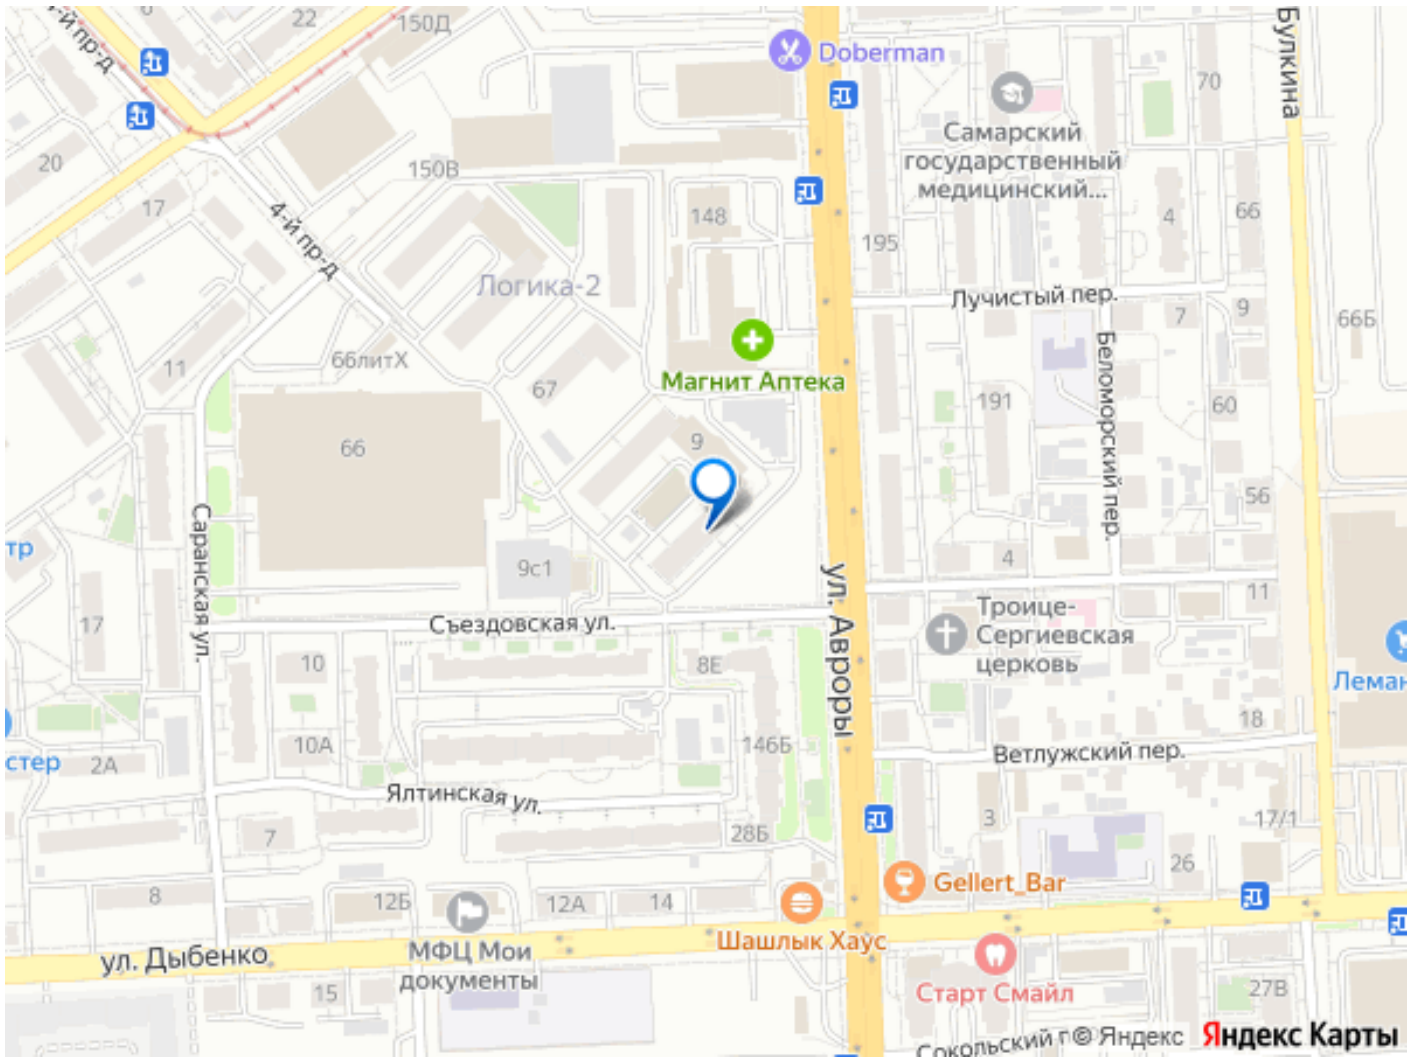 22
150Д
4-й пр-д
Doberman
Булкина
70
Самарский
государственный
медицинский...
150В
20
17
4-й пр-д
148
195
4
66
Логика-2
Лучистый пер.
7
9
66Б
66литХ
11
67
Магнит Аптека
191
60
Беломорский пер.
66
9
56
Саранская ул.
тр
9с1
ул. Авроры
4
11
17
Съездовская ул.
Троице-
Сергиевская
церковь
10
8Е
Леман
10А
146Б
18
стер
2А
Ветлужский пер.
Ялтинская ул.
7
28Б
3
17/1
26
8
12Б
12А
14
Gellert_Bar
Шашлык Хаус
ул. Дыбенко
МФЦ Мои
документы
15
Старт Смайл
27В
Сокольский п
© Яндекс
Яндекс Карты